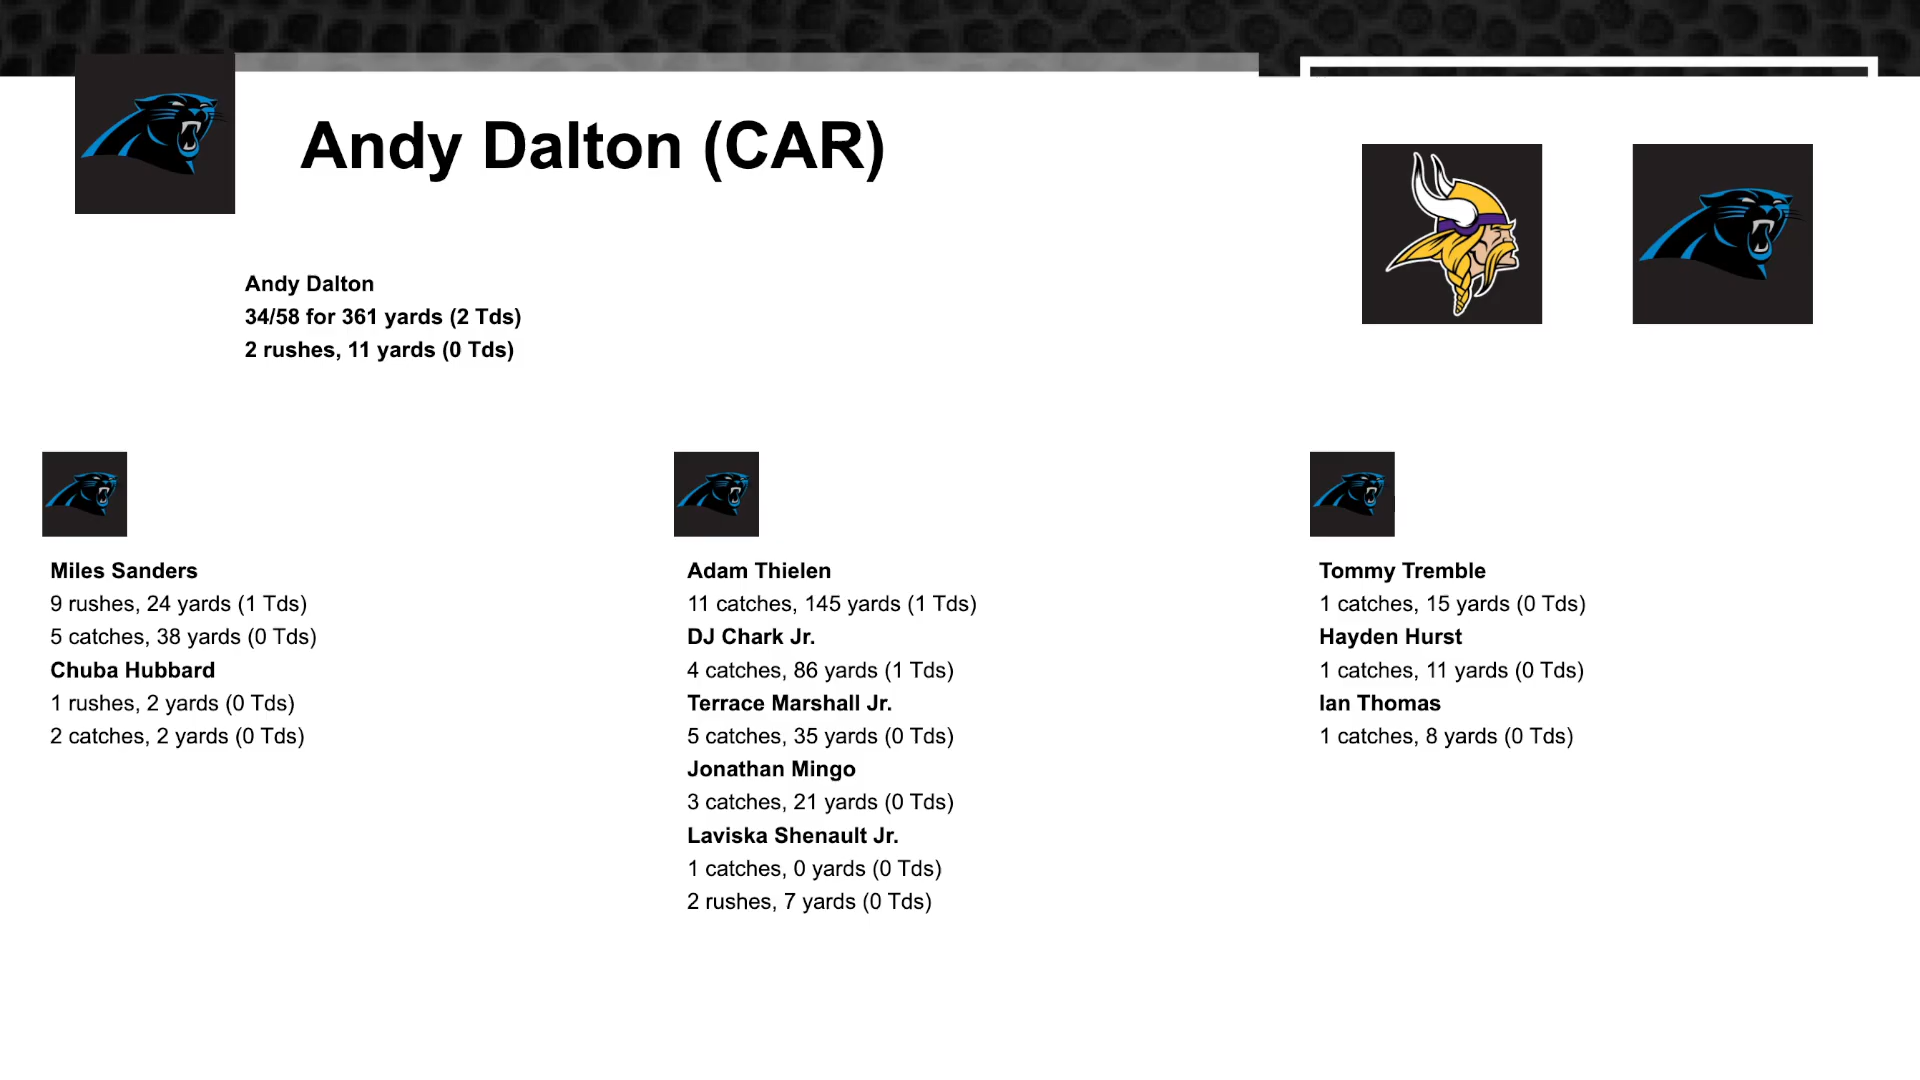 Andy Dalton (CAR)
Andy Dalton
34/58 for 361 yards (2 Tds)
2 rushes, 11 yards (0 Tds)
Miles Sanders
9 rushes, 24 yards (1 Tds)
5 catches, 38 yards (0 Tds)
Chuba Hubbard
1 rushes, 2 yards (0 Tds)
2 catches, 2 yards (0 Tds)
Adam Thielen
11 catches, 145 yards (1 Tds)
DJ Chark Jr.
4 catches, 86 yards (1 Tds)
Terrace Marshall Jr.
5 catches, 35 yards (0 Tds)
Jonathan Mingo
3 catches, 21 yards (0 Tds)
Laviska Shenault Jr.
1 catches, 0 yards (0 Tds)
2 rushes, 7 yards (0 Tds)
Tommy Tremble
1 catches, 15 yards (0 Tds)
Hayden Hurst
1 catches, 11 yards (0 Tds)
Ian Thomas
1 catches, 8 yards (0 Tds)